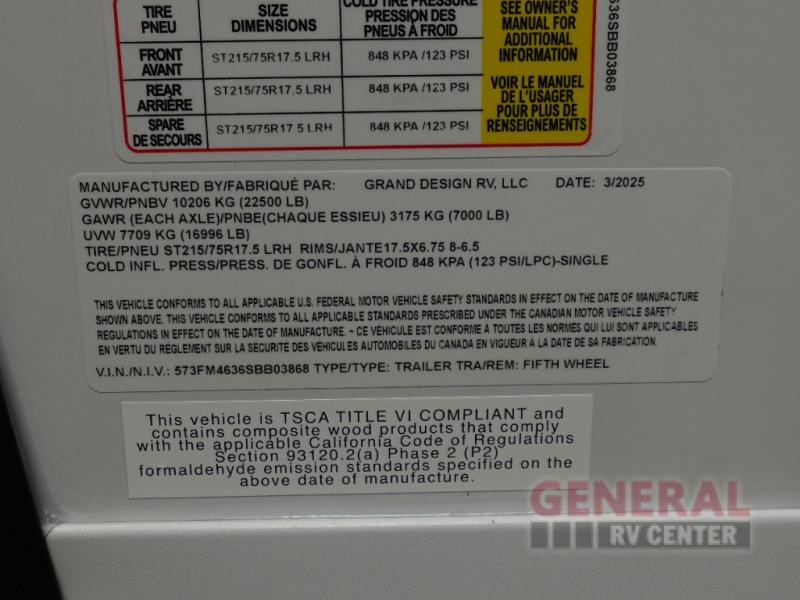 TIRE PNEU
SIZE DIMENSIONS
COLD TIRE PRESSURE PRESSION DES PNEUS À FROID
SEE OWNER'S MANUAL FOR ADDITIONAL INFORMATION
FRONT AVANT ST215/75R17.5 LRH 848 KPA /123 PSI
REAR ARRIÈRE ST215/75R17.5 LRH 848 KPA /123 PSI
SPARE DE SECOURS ST215/75R17.5 LRH 848 KPA /123 PSI
VOIR LE MANUEL
DE L'USAGER
POUR PLUS DE
RENSEIGNEMENTS
636SBB03868
MANUFACTURED BY/FABRIQUÉ PAR: GRAND DESIGN RV, LLC DATE: 3/2025
GVWR/PNBV 10206 KG (22500 LB)
GAWR (EACH AXLE)/PNBE(CHAQUE ESSIEU) 3175 KG (7000 LB)
UVW 7709 KG (16996 LB)
TIRE/PNEU ST215/75R17.5 LRH RIMS/JANTE17.5X6.75 8-6.5
COLD INFL. PRESS/PRESS. DE GONFL. À FROID 848 KPA (123 PSI/LPC)-SINGLE
THIS VEHICLE CONFORMS TO ALL APPLICABLE U.S. FEDERAL MOTOR VEHICLE SAFETY STANDARDS IN EFFECT ON THE DATE OF MANUFACTURE
SHOWN ABOVE. THIS VEHICLE CONFORMS TO ALL APPLICABLE STANDARDS PRESCRIBED UNDER THE CANADIAN MOTOR VEHICLE SAFETY
REGULATIONS IN EFFECT ON THE DATE OF MANUFACTURE. - CE VÉHICULE EST CONFORME À TOUTES LES NORMES QUI LUI SONT APPLICABLES
EN VERTU DU REGLEMENT SUR LA SECURITE DES VÉHICULES AUTOMOBILES DU CANADA EN VIGUEUR À LA DATE DE SA FABRICATION.
V.I.N./N.I.V.: 573FM4636SBB03868 TYPE/TYPE: TRAILER TRA/REM: FIFTH WHEEL
This vehicle is TSCA TITLE VI COMPLIANT and
contains composite wood products that comply
with the applicable California Code of Regulations
Section 93120.2(a) Phase 2 (P2)
formaldehyde emission standards specified on the
above date of manufacture.
GENERAL
RV CENTER